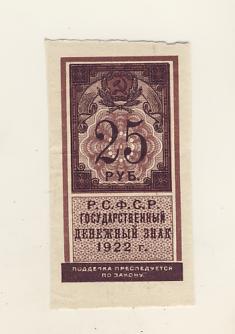 25
РУБ.
Р.С.Ф.С.Р.
ГОСУДАРСТВЕННЫЙ
ДЕНЕЖНЫЙ ЗНАК
1922 г.
ПОДДЕЛКА ПРЕСЛЕДУЕТСЯ
ПО ЗАКОНУ.